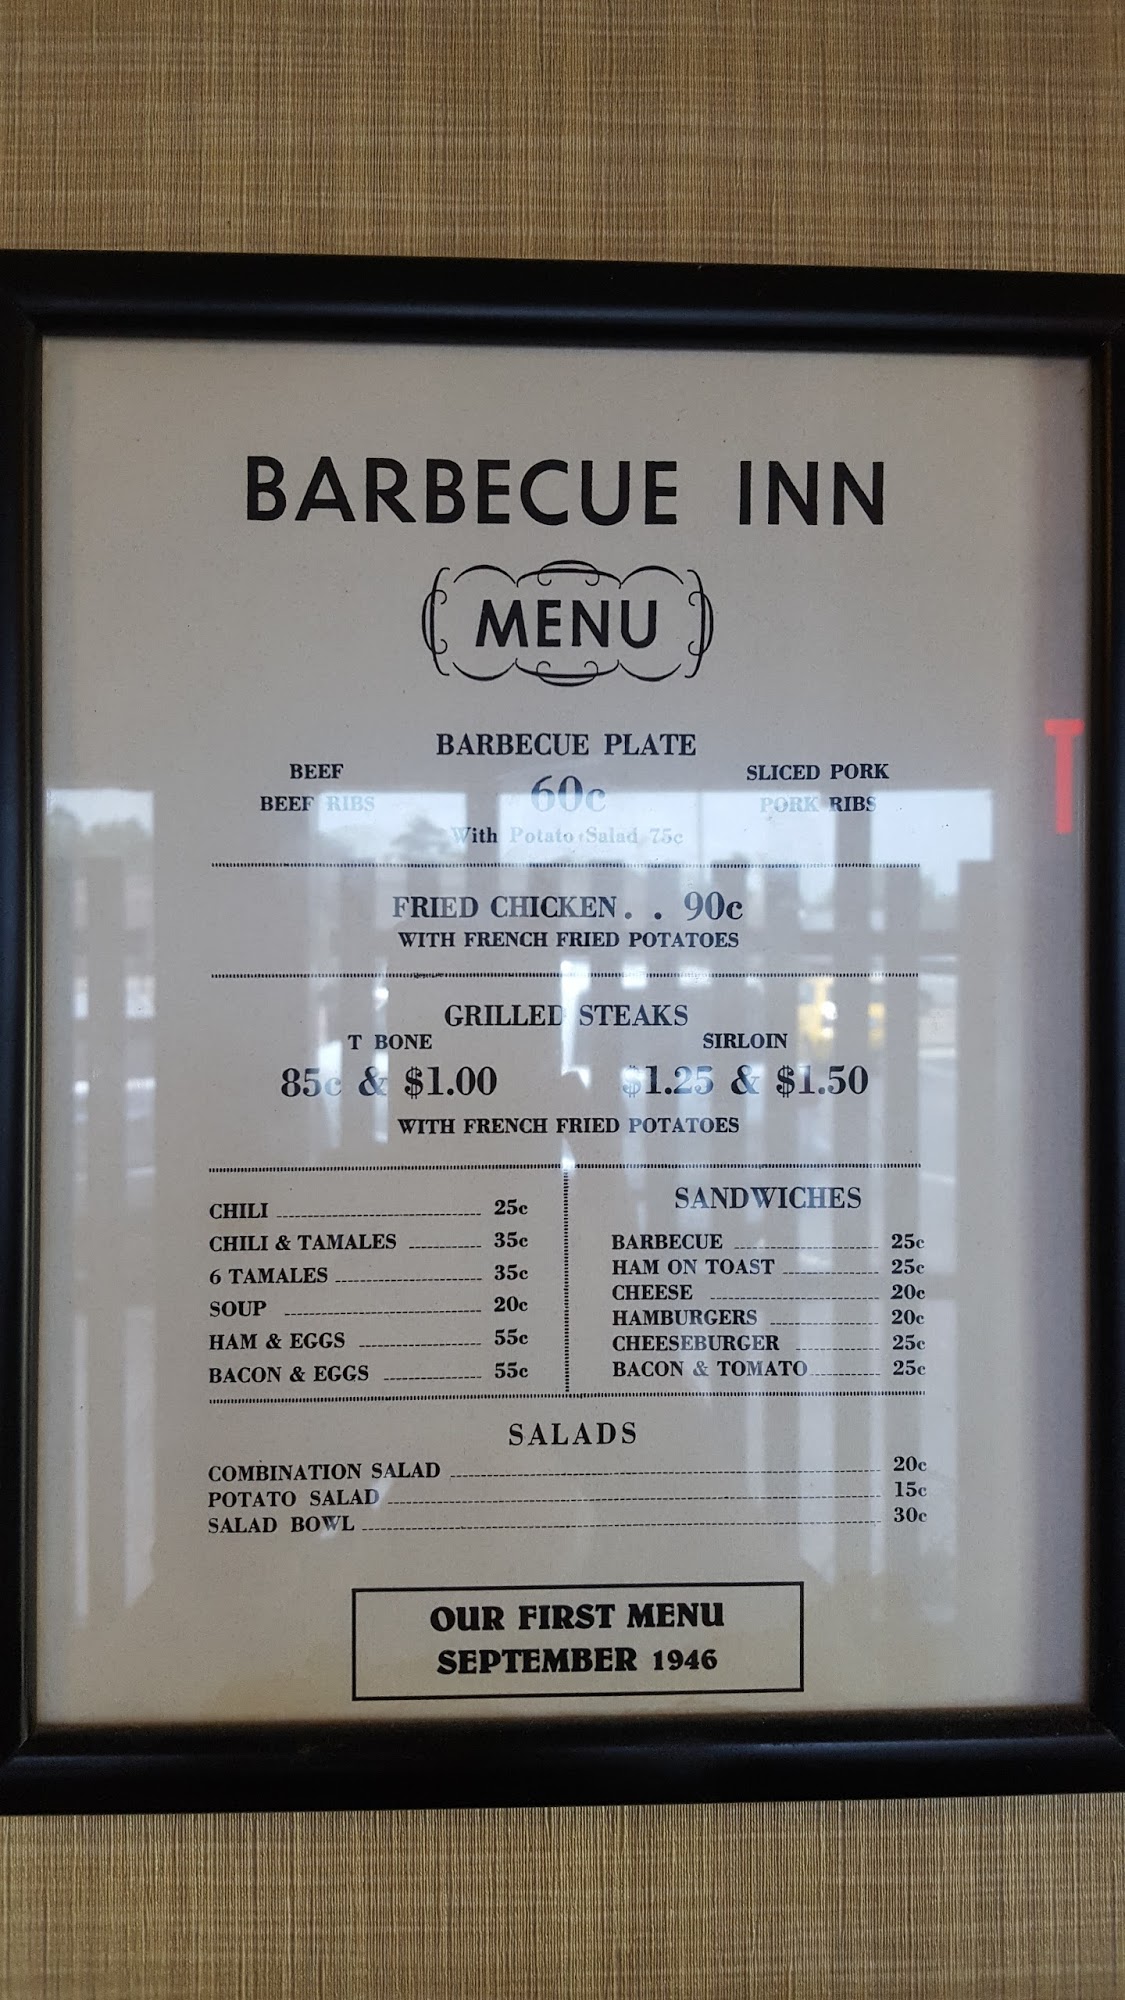 BARBECUE INN
MENU
BARBECUE PLATE
BEEF SLICED PORK
BEEF RIBS 60c PORK RIBS
With Potato Salad 75c
FRIED CHICKEN . . 90c
WITH FRENCH FRIED POTATOES
GRILLED STEAKS
T BONE SIRLOIN
85c & $1.00 $1.25 & $1.50
WITH FRENCH FRIED POTATOES
CHILI 25c
CHILI & TAMALES 35c
6 TAMALES 35c
SOUP 20c
HAM & EGGS 55c
BACON & EGGS 55c
SANDWICHES
BARBECUE 25c
HAM ON TOAST 25c
CHEESE 20c
HAMBURGERS 20c
CHEESEBURGER 25c
BACON & TOMATO 25c
SALADS
COMBINATION SALAD 20c
POTATO SALAD 15c
SALAD BOWL 30c
OUR FIRST MENU
SEPTEMBER 1946